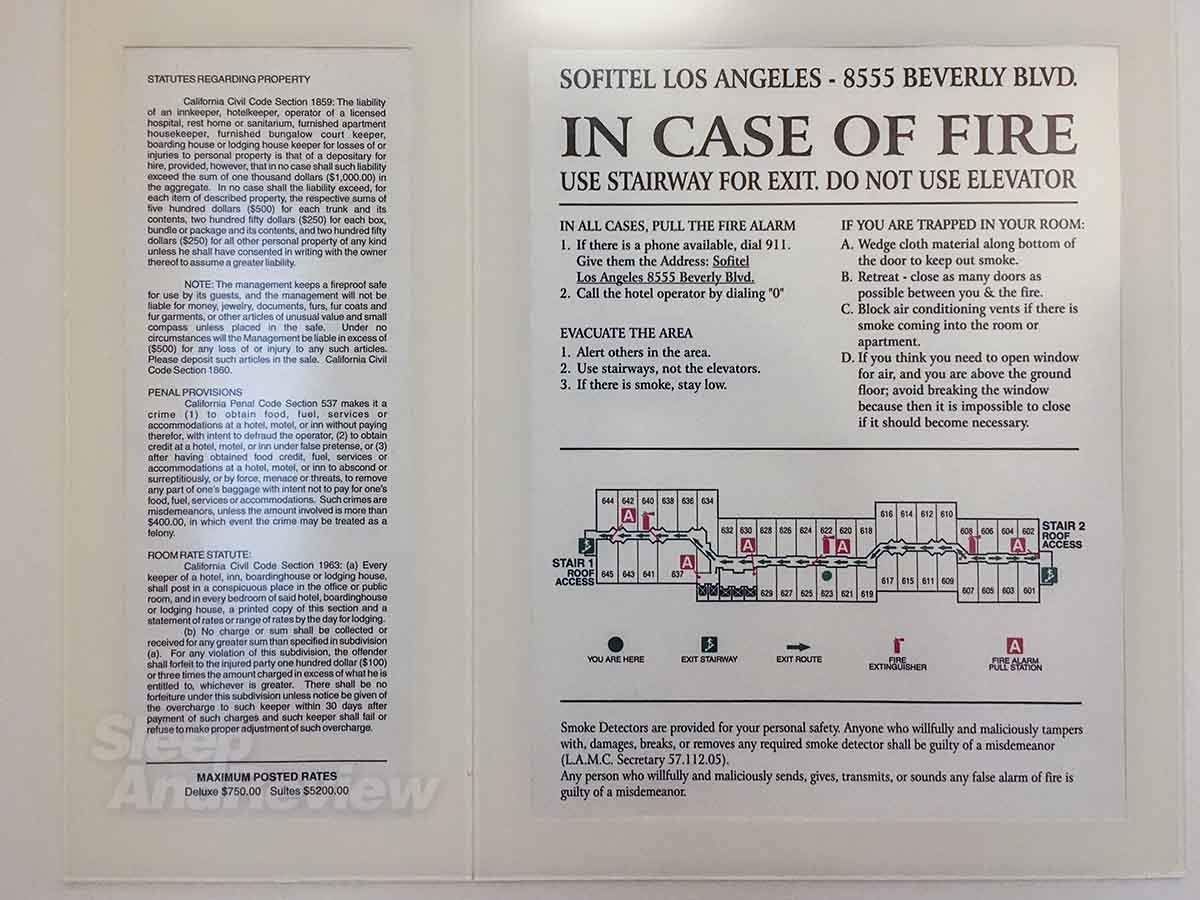 STATUTES REGARDING PROPERTY
California Civil Code Section 1859: The liability
of an innkeeper, hotelkeeper, operator of a licensed
hospital, rest home or sanitarium, furnished apartment
housekeeper, furnished bungalow court keeper,
boarding house or lodging house keeper for losses of or
injuries to personal property is that of a depositary for
hire, provided, however, that in no case shall such liability
exceed the sum of one thousand dollars ($1,000.00) in
the aggregate. In no case shall the liability exceed, for
each item of described property, the respective sums of
five hundred dollars ($500) for each trunk and its
contents, two hundred fifty dollars ($250) for each box,
bundle or package and its contents, and two hundred fifty
dollars ($250) for all other personal property of any kind
unless he shall have consented in writing with the owner
thereof to assume a greater liability.
NOTE: The management keeps a fireproof safe
for use by its guests, and the management will not be
liable for money, jewelry, documents, furs, fur coats and
fur garments, or other articles of unusual value and small
compass unless placed in the safe. Under no
circumstances will the Management be liable in excess of
($500) for any loss of or injury to any such articles.
Please deposit such articles in the safe. California Civil
Code Section 1860.
PENAL PROVISIONS
California Penal Code Section 537 makes it a
crime (1) to obtain food, fuel, services or
accommodations at a hotel, motel, or inn without paying
therefor, with intent to defraud the operator, (2) to obtain
credit at a hotel, motel, or inn under false pretense, or (3)
after having obtained food credit, fuel, services or
accommodations at a hotel, motel, or inn to abscond or
surreptitiously, or by force, menace or threats, to remove
any part of one's baggage with intent not to pay for one's
food, fuel, services or accommodations. Such crimes are
misdemeanors, unless the amount involved is more than
$400.00, in which event the crime may be treated as a
felony.
ROOM RATE STATUTE:
California Code Section 1963: (a) Every
keeper of a hotel, inn, boardinghouse or lodging house,
shall post in a conspicuous place in the office or public
room, and in every bedroom of said hotel, boardinghouse
or lodging house, a printed copy of this section and a
statement of rates or range of rates by the day for lodging.
(b) No charge or sum shall be collected or
received for any greater sum than specified in subdivision
(a). For any violation of this subdivision, the offender
shall forfeit to the injured party one hundred dollar ($100)
or three times the amount charged in excess of what he is
entitled to, whichever is greater. There shall be no
forfeiture under this subdivision unless notice be given of
the overcharge to such keeper within 30 days after
payment of such charges and such keeper shall fail or
refuse to make proper adjustment of such overcharge.
MAXIMUM POSTED RATES
Deluxe $750.00 Suites $5200.00
Sleep
AndReview
SOFITEL LOS ANGELES - 8555 BEVERLY BLVD.
IN CASE OF FIRE
USE STAIRWAY FOR EXIT. DO NOT USE ELEVATOR
IN ALL CASES, PULL THE FIRE ALARM
1. If there is a phone available, dial 911.
Give them the Address: Sofitel
Los Angeles 8555 Beverly Blvd.
2. Call the hotel operator by dialing "0"
EVACUATE THE AREA
1. Alert others in the area.
2. Use stairways, not the elevators.
3. If there is smoke, stay low.
IF YOU ARE TRAPPED IN YOUR ROOM:
A. Wedge cloth material along bottom of
the door to keep out smoke.
B. Retreat - close as many doors as
possible between you & the fire.
C. Block air conditioning vents if there is
smoke coming into the room or
apartment.
D. If you think you need to open window
for air, and you are above the ground
floor; avoid breaking the window
because then it is impossible to close
if it should become necessary.
644 642 640 638 636 634
632 630 628 626 624 622 620 618
616 614 612 610
608 606 604 602
A A A A A
STAIR 1
ROOF
ACCESS
STAIR 2
ROOF
ACCESS
645 643 641 637
629 627 625 623 621 619
617 615 611 609
607 605 603 601
YOU ARE HERE
EXIT STAIRWAY
EXIT ROUTE
FIRE
EXTINGUISHER
A
FIRE ALARM
PULL STATION
Smoke Detectors are provided for your personal safety. Anyone who willfully and maliciously tampers
with, damages, breaks, or removes any required smoke detector shall be guilty of a misdemeanor
(L.A.M.C. Secretary 57.112.05).
Any person who willfully and maliciously sends, gives, transmits, or sounds any false alarm of fire is
guilty of a misdemeanor.